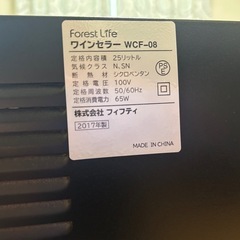 Forest Life
ワインセラー WCF-08
定格内容積 25リットル
気候クラス N、SN
断熱材 シクロペンタン
定格電圧 100V
定格周波数 50/60Hz
定格消費電力 65W
PSE
株式会社 フィフティ
2017年製
MADE IN CHINA